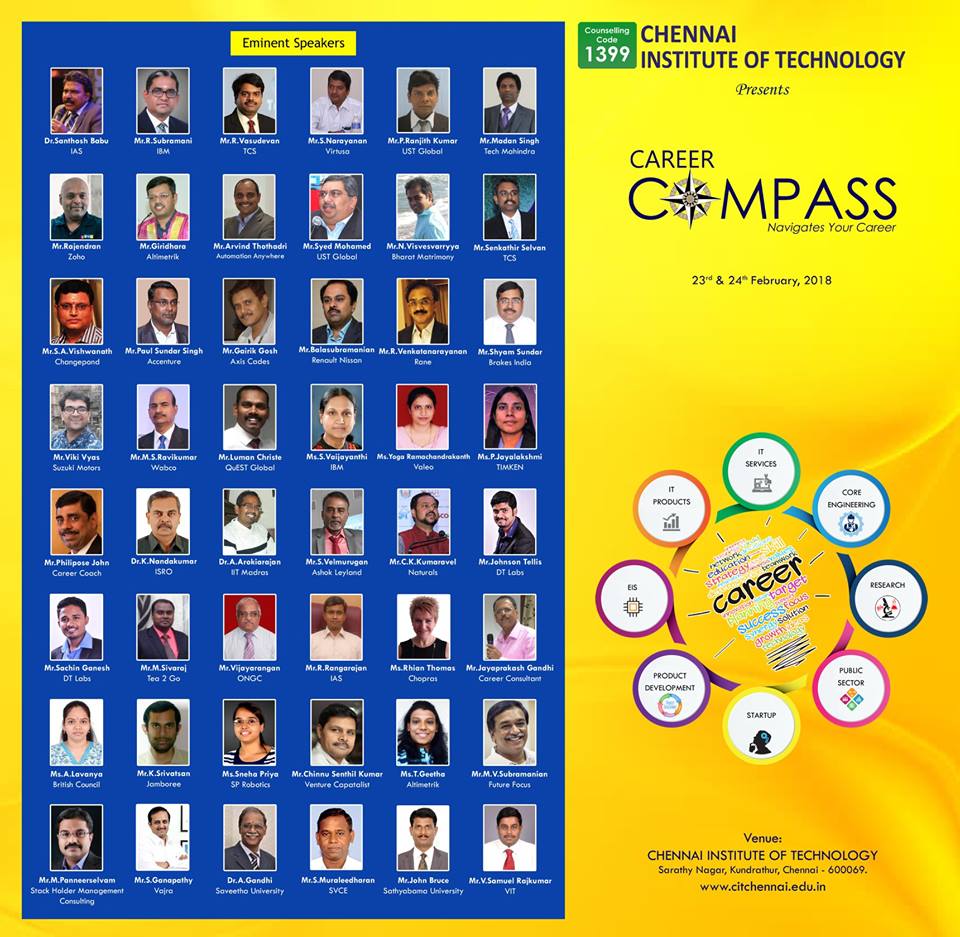 Eminent Speakers
Dr.Santhosh Babu
IAS
Mr.R.Subramani
IBM
Mr.R.Vasudevan
TCS
Mr.S.Narayanan
Virtusa
Mr.P.Ranjith Kumar
UST Global
Mr.Madan Singh
Tech Mahindra
Mr.Rajendran
Zoho
Mr.Giridhara
Altimetrik
Mr.Arvind Thothadri
Automation Anywhere
Mr.Syed Mohamed
UST Global
Mr.N.Visvesvarryya
Bharat Matrimony
Mr.Senkathir Selvan
TCS
Mr.S.A.Vishwanath
Changepond
Mr.Paul Sundar Singh
Accenture
Mr.Gairik Gosh
Axis Cades
Mr.Balasubramanian
Renault Nissan
Mr.R.Venkatanarayanan
Rane
Mr.Shyam Sundar
Brakes India
Mr.Viki Vyas
Suzuki Motors
Mr.M.S.Ravikumar
Wabco
Mr.Luman Christe
QuEST Global
Ms.S.Vaijayanthi
IBM
Ms.Yoga Ramachandrakanth
Valeo
Ms.P.Jayalakshmi
TIMKEN
Mr.Philipose John
Career Coach
Dr.K.Nandakumar
ISRO
Dr.A.Arokiarajan
IIT Madras
Mr.S.Velmurugan
Ashok Leyland
Mr.C.K.Kumaravel
Naturals
Mr.Johnson Tellis
DT Labs
Mr.Sachin Ganesh
DT Labs
Mr.M.Sivaraj
Tea 2 Go
Mr.Vijayarangan
ONGC
Mr.R.Rangarajan
IAS
Ms.Rhian Thomas
Chopras
Mr.Jayaprakash Gandhi
Career Consultant
Ms.A.Lavanya
British Council
Mr.K.Srivatsan
Jamboree
Ms.Sneha Priya
SP Robotics
Mr.Chinnu Senthil Kumar
Venture Capatalist
Ms.T.Geetha
Altimetrik
Mr.M.V.Subramanian
Future Focus
Mr.M.Panneerselvam
Stack Holder Management
Consulting
Mr.S.Ganapathy
Vajra
Dr.A.Gandhi
Saveetha University
Mr.S.Muraleedharan
SVCE
Mr.John Bruce
Sathyabama University
Mr.V.Samuel Rajkumar
VIT
Counselling
Code
1399
CHENNAI
INSTITUTE OF TECHNOLOGY
Presents
CAREER
COMPASS
Navigates Your Career
23rd & 24th February, 2018
IT
SERVICES
IT
PRODUCTS
CORE
ENGINEERING
EIS
RESEARCH
PRODUCT
DEVELOPMENT
PUBLIC
SECTOR
STARTUP
network
education
strategy
teamwork
career
target
success
focus
solution
growth
Venue:
CHENNAI INSTITUTE OF TECHNOLOGY
Sarathy Nagar, Kundrathur, Chennai - 600069.
www.citchennai.edu.in